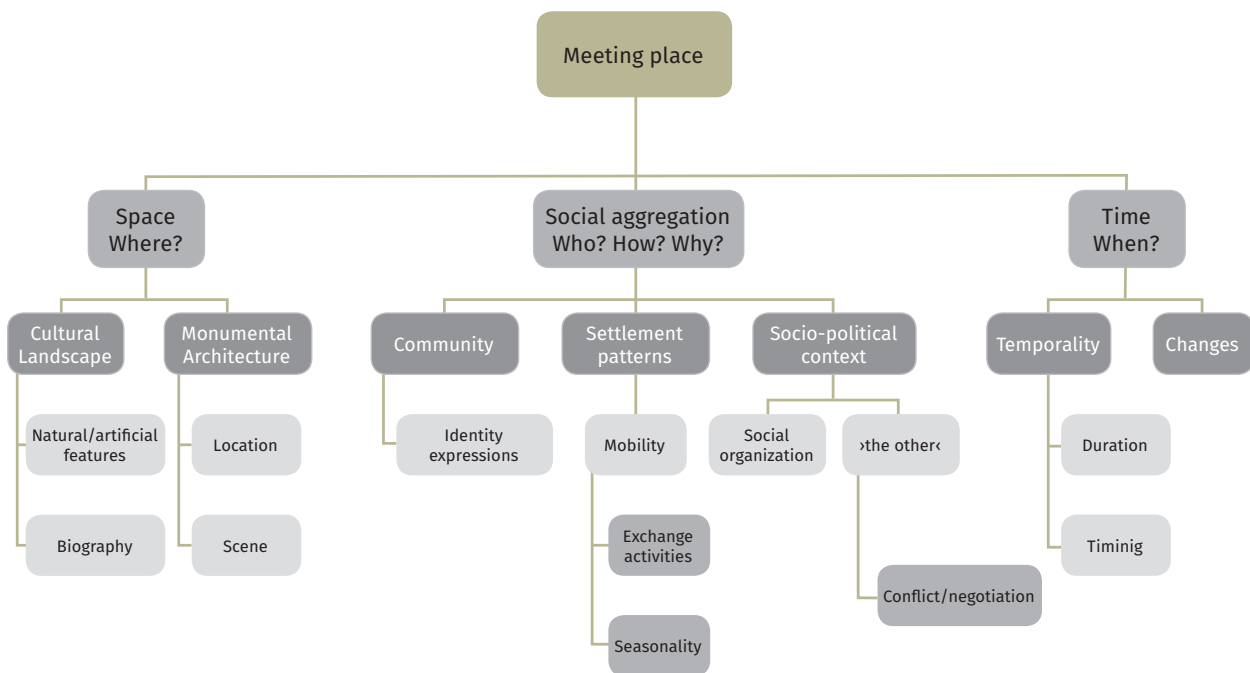 Meeting place
Space
Where?
Social aggregation
Who? How? Why?
Time
When?
Cultural
Landscape
Monumental
Architecture
Community
Settlement
patterns
Socio-political
context
Temporality
Changes
Natural/artificial
features
Location
Identity
expressions
Mobility
Social
organization
›the other‹
Duration
Biography
Scene
Exchange
activities
Timinig
Conflict/negotiation
Seasonality